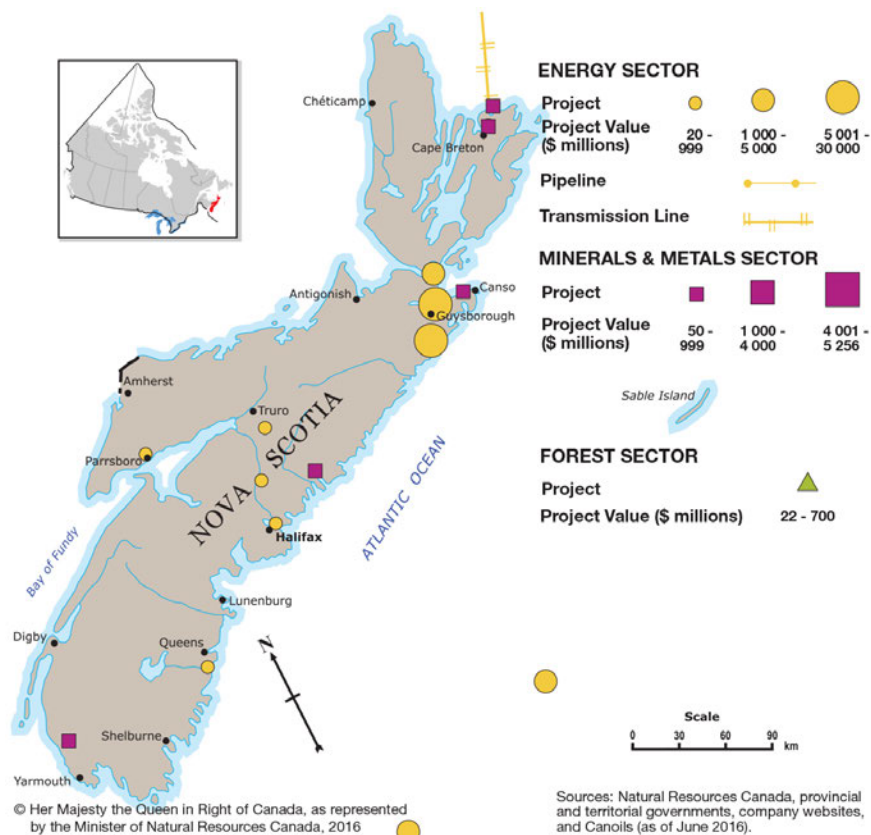 ENERGY SECTOR
Project
Project Value
($ millions)
20 -
999
1 000 -
5 000
5 001 -
30 000
Pipeline
Transmission Line
MINERALS & METALS SECTOR
Project
Project Value
($ millions)
50 -
999
1 000 -
4 000
4 001 -
5 256
Sable Island
FOREST SECTOR
Project
Project Value ($ millions) 22 - 700
Chéticamp
Cape Breton
Canso
Antigonish
Guysborough
Amherst
Truro
Parrsboro
NOVA SCOTIA
ATLANTIC OCEAN
Halifax
Bay of Fundy
Lunenburg
Digby
Queens
N
Shelburne
Yarmouth
Scale
0 30 60 90
km
© Her Majesty the Queen in Right of Canada, as represented
by the Minister of Natural Resources Canada, 2016
Sources: Natural Resources Canada, provincial
and territorial governments, company websites,
and Canoils (as of June 2016).